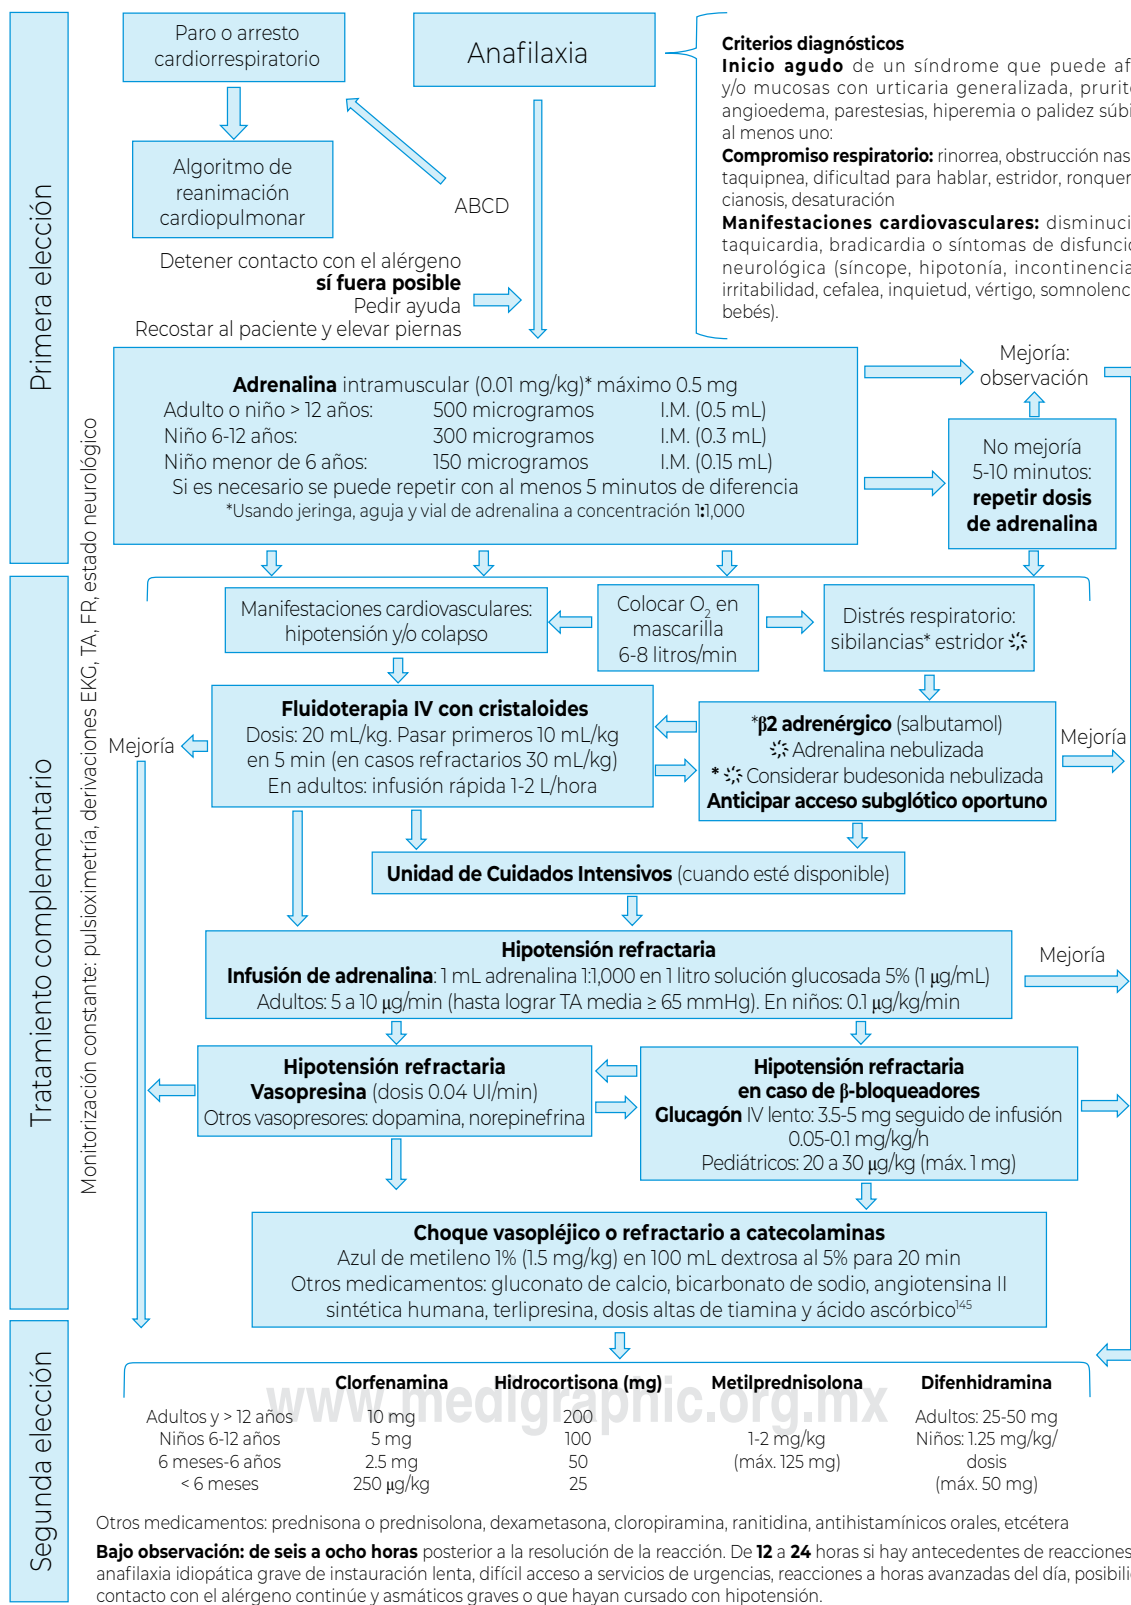 Primera elección
Paro o arresto
cardiorrespiratorio
Algoritmo de
reanimación
cardiopulmonar
ABCD
Anafilaxia
Criterios diagnósticos
Inicio agudo de un síndrome que puede af
y/o mucosas con urticaria generalizada, prurit
angioedema, parestesias, hiperemia o palidez súbi
al menos uno:
Compromiso respiratorio: rinorrea, obstrucción nas
taquipnea, dificultad para hablar, estridor, ronquer
cianosis, desaturación
Manifestaciones cardiovasculares: disminuci
taquicardia, bradicardia o síntomas de disfunció
neurológica (síncope, hipotonía, incontinencia
irritabilidad, cefalea, inquietud, vértigo, somnolenc
bebés).
Detener contacto con el alérgeno
sí fuera posible
Pedir ayuda
Recostar al paciente y elevar piernas
Adrenalina intramuscular (0.01 mg/kg)* máximo 0.5 mg
Adulto o niño > 12 años: 500 microgramos I.M. (0.5 mL)
Niño 6-12 años: 300 microgramos I.M. (0.3 mL)
Niño menor de 6 años: 150 microgramos I.M. (0.15 mL)
Si es necesario se puede repetir con al menos 5 minutos de diferencia
*Usando jeringa, aguja y vial de adrenalina a concentración 1:1,000
Mejoría:
observación
No mejoría
5-10 minutos:
repetir dosis
de adrenalina
Tratamiento complementario
Monitorización constante: pulsioximetría, derivaciones EKG, TA, FR, estado neurológico
Manifestaciones cardiovasculares:
hipotensión y/o colapso
Colocar O2 en
mascarilla
6-8 litros/min
Distrés respiratorio:
sibilancias* estridor ҉
Fluidoterapia IV con cristaloides
Dosis: 20 mL/kg. Pasar primeros 10 mL/kg
en 5 min (en casos refractarios 30 mL/kg)
En adultos: infusión rápida 1-2 L/hora
Mejoría
*β2 adrenérgico (salbutamol)
҉ Adrenalina nebulizada
* ҉ Considerar budesonida nebulizada
Anticipar acceso subglótico oportuno
Mejoría
Unidad de Cuidados Intensivos (cuando esté disponible)
Hipotensión refractaria
Infusión de adrenalina: 1 mL adrenalina 1:1,000 en 1 litro solución glucosada 5% (1 μg/mL)
Adultos: 5 a 10 μg/min (hasta lograr TA media ≥ 65 mmHg). En niños: 0.1 μg/kg/min
Mejoría
Hipotensión refractaria
Vasopresina (dosis 0.04 UI/min)
Otros vasopresores: dopamina, norepinefrina
Hipotensión refractaria
en caso de β-bloqueadores
Glucagón IV lento: 3.5-5 mg seguido de infusión
0.05-0.1 mg/kg/h
Pediátricos: 20 a 30 μg/kg (máx. 1 mg)
Choque vasopléjico o refractario a catecolaminas
Azul de metileno 1% (1.5 mg/kg) en 100 mL dextrosa al 5% para 20 min
Otros medicamentos: gluconato de calcio, bicarbonato de sodio, angiotensina II
sintética humana, terlipresina, dosis altas de tiamina y ácido ascórbico145
Segunda elección
Clorfenamina Hidrocortisona (mg) Metilprednisolona Difenhidramina
www.medigraphic.org.mx
Adultos y > 12 años 10 mg 200 Adultos: 25-50 mg
Niños 6-12 años 5 mg 100 1-2 mg/kg Niños: 1.25 mg/kg/
6 meses-6 años 2.5 mg 50 (máx. 125 mg) dosis
< 6 meses 250 μg/kg 25 (máx. 50 mg)
Otros medicamentos: prednisona o prednisolona, dexametasona, cloropiramina, ranitidina, antihistamínicos orales, etcétera
Bajo observación: de seis a ocho horas posterior a la resolución de la reacción. De 12 a 24 horas si hay antecedentes de reacciones
anafilaxia idiopática grave de instauración lenta, difícil acceso a servicios de urgencias, reacciones a horas avanzadas del día, posibili
contacto con el alérgeno continúe y asmáticos graves o que hayan cursado con hipotensión.